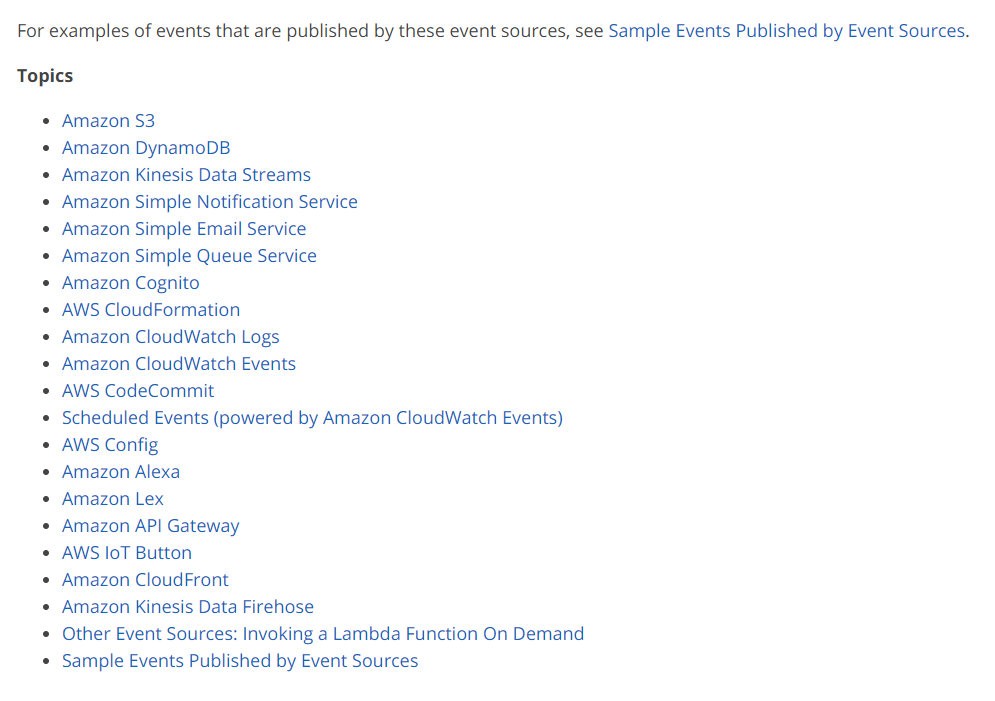 For examples of events that are published by these event sources, see Sample Events Published by Event Sources.
Topics
• Amazon S3
• Amazon DynamoDB
• Amazon Kinesis Data Streams
• Amazon Simple Notification Service
• Amazon Simple Email Service
• Amazon Simple Queue Service
• Amazon Cognito
• AWS CloudFormation
• Amazon CloudWatch Logs
• Amazon CloudWatch Events
• AWS CodeCommit
• Scheduled Events (powered by Amazon CloudWatch Events)
• AWS Config
• Amazon Alexa
• Amazon Lex
• Amazon API Gateway
• AWS IoT Button
• Amazon CloudFront
• Amazon Kinesis Data Firehose
• Other Event Sources: Invoking a Lambda Function On Demand
• Sample Events Published by Event Sources